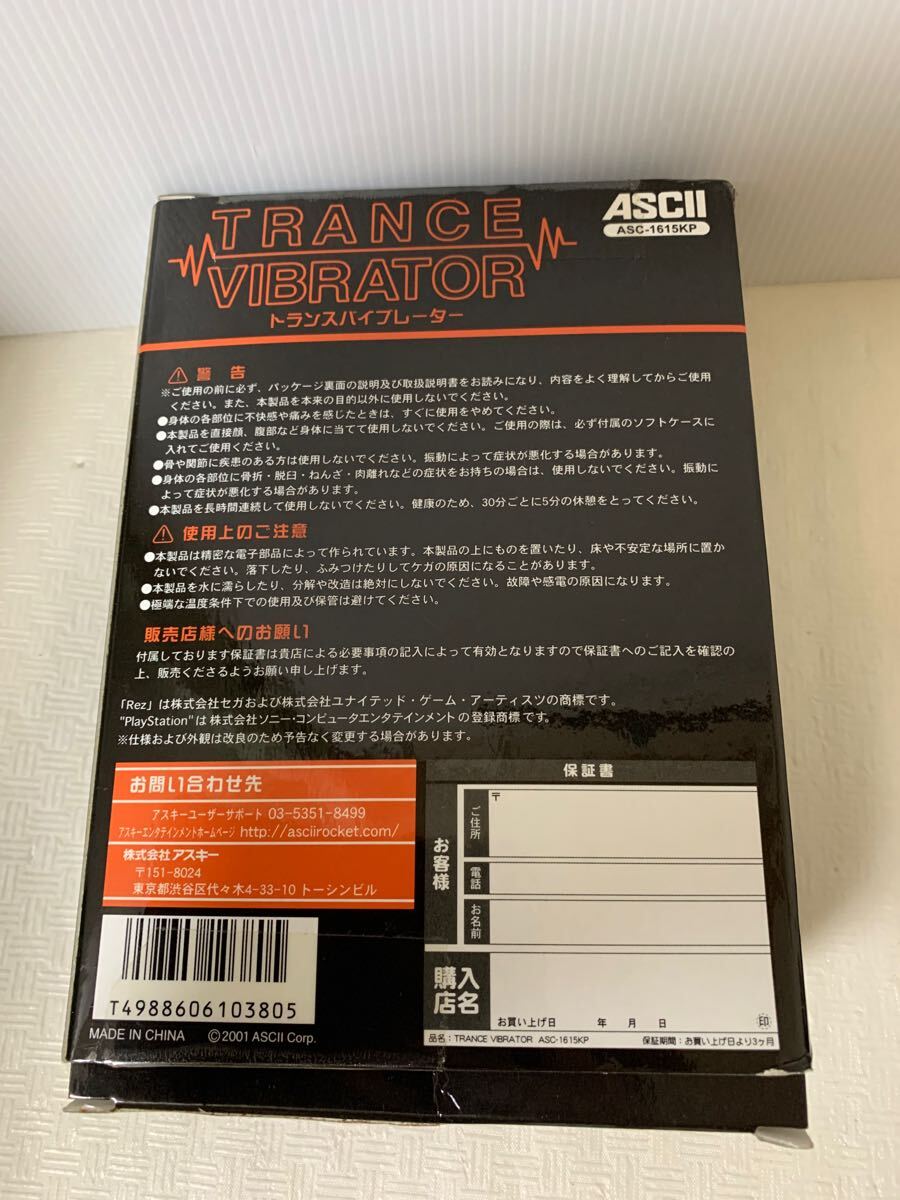 TRANCE
VIBRATOR
トランスバイブレーター
ASCII
ASC-1615KP
警告
※ご使用の前に必ず、パッケージ裏面の説明及び取扱説明書をお読みになり、内容をよく理解してからご使用
ください。また、本製品を本来の目的以外に使用しないでください。
●身体の各部位に不快感や痛みを感じたときは、すぐに使用をやめてください。
●本製品を直接顔、腹部など身体に当てて使用しないでください。ご使用の際は、必ず付属のソフトケースに
入れてご使用ください。
●骨や関節に疾患のある方は使用しないでください。振動によって症状が悪化する場合があります。
●身体の各部位に骨折・脱臼・ねんざ・肉離れなどの症状をお持ちの場合は、使用しないでください。振動に
よって症状が悪化する場合があります。
●本製品を長時間連続して使用しないでください。健康のため、30分ごとに5分の休憩をとってください。
使用上のご注意
●本製品は精密な電子部品によって作られています。本製品の上にものを置いたり、床や不安定な場所に置か
ないでください。落下したり、ふみつけたりしてケガの原因になることがあります。
●本製品を水に濡らしたり、分解や改造は絶対にしないでください。故障や感電の原因になります。
●極端な温度条件下での使用及び保管は避けてください。
販売店様へのお願い
付属しております保証書は貴店による必要事項の記入によって有効となりますので保証書へのご記入を確認の
上、販売くださるようお願い申し上げます。
「Rez」は株式会社セガおよび株式会社ユナイテッド・ゲーム・アーティスツの商標です。
"PlayStation"は株式会社ソニー・コンピュータエンタテインメントの登録商標です。
※仕様および外観は改良のため予告なく変更する場合があります。
お問い合わせ先
アスキーユーザーサポート 03-5351-8499
アスキーエンタテインメントホームページ http://asciirocket.com/
株式会社アスキー
〒151-8024
東京都渋谷区代々木4-33-10 トーシンビル
T4988606103805
MADE IN CHINA ©2001 ASCII Corp.
保証書
お客様
ご住所
〒
電話
お名前
購入店名
お買い上げ日 年 月 日 印
品名：TRANCE VIBRATOR ASC-1615KP 保証期間：お買い上げ日より3ヶ月